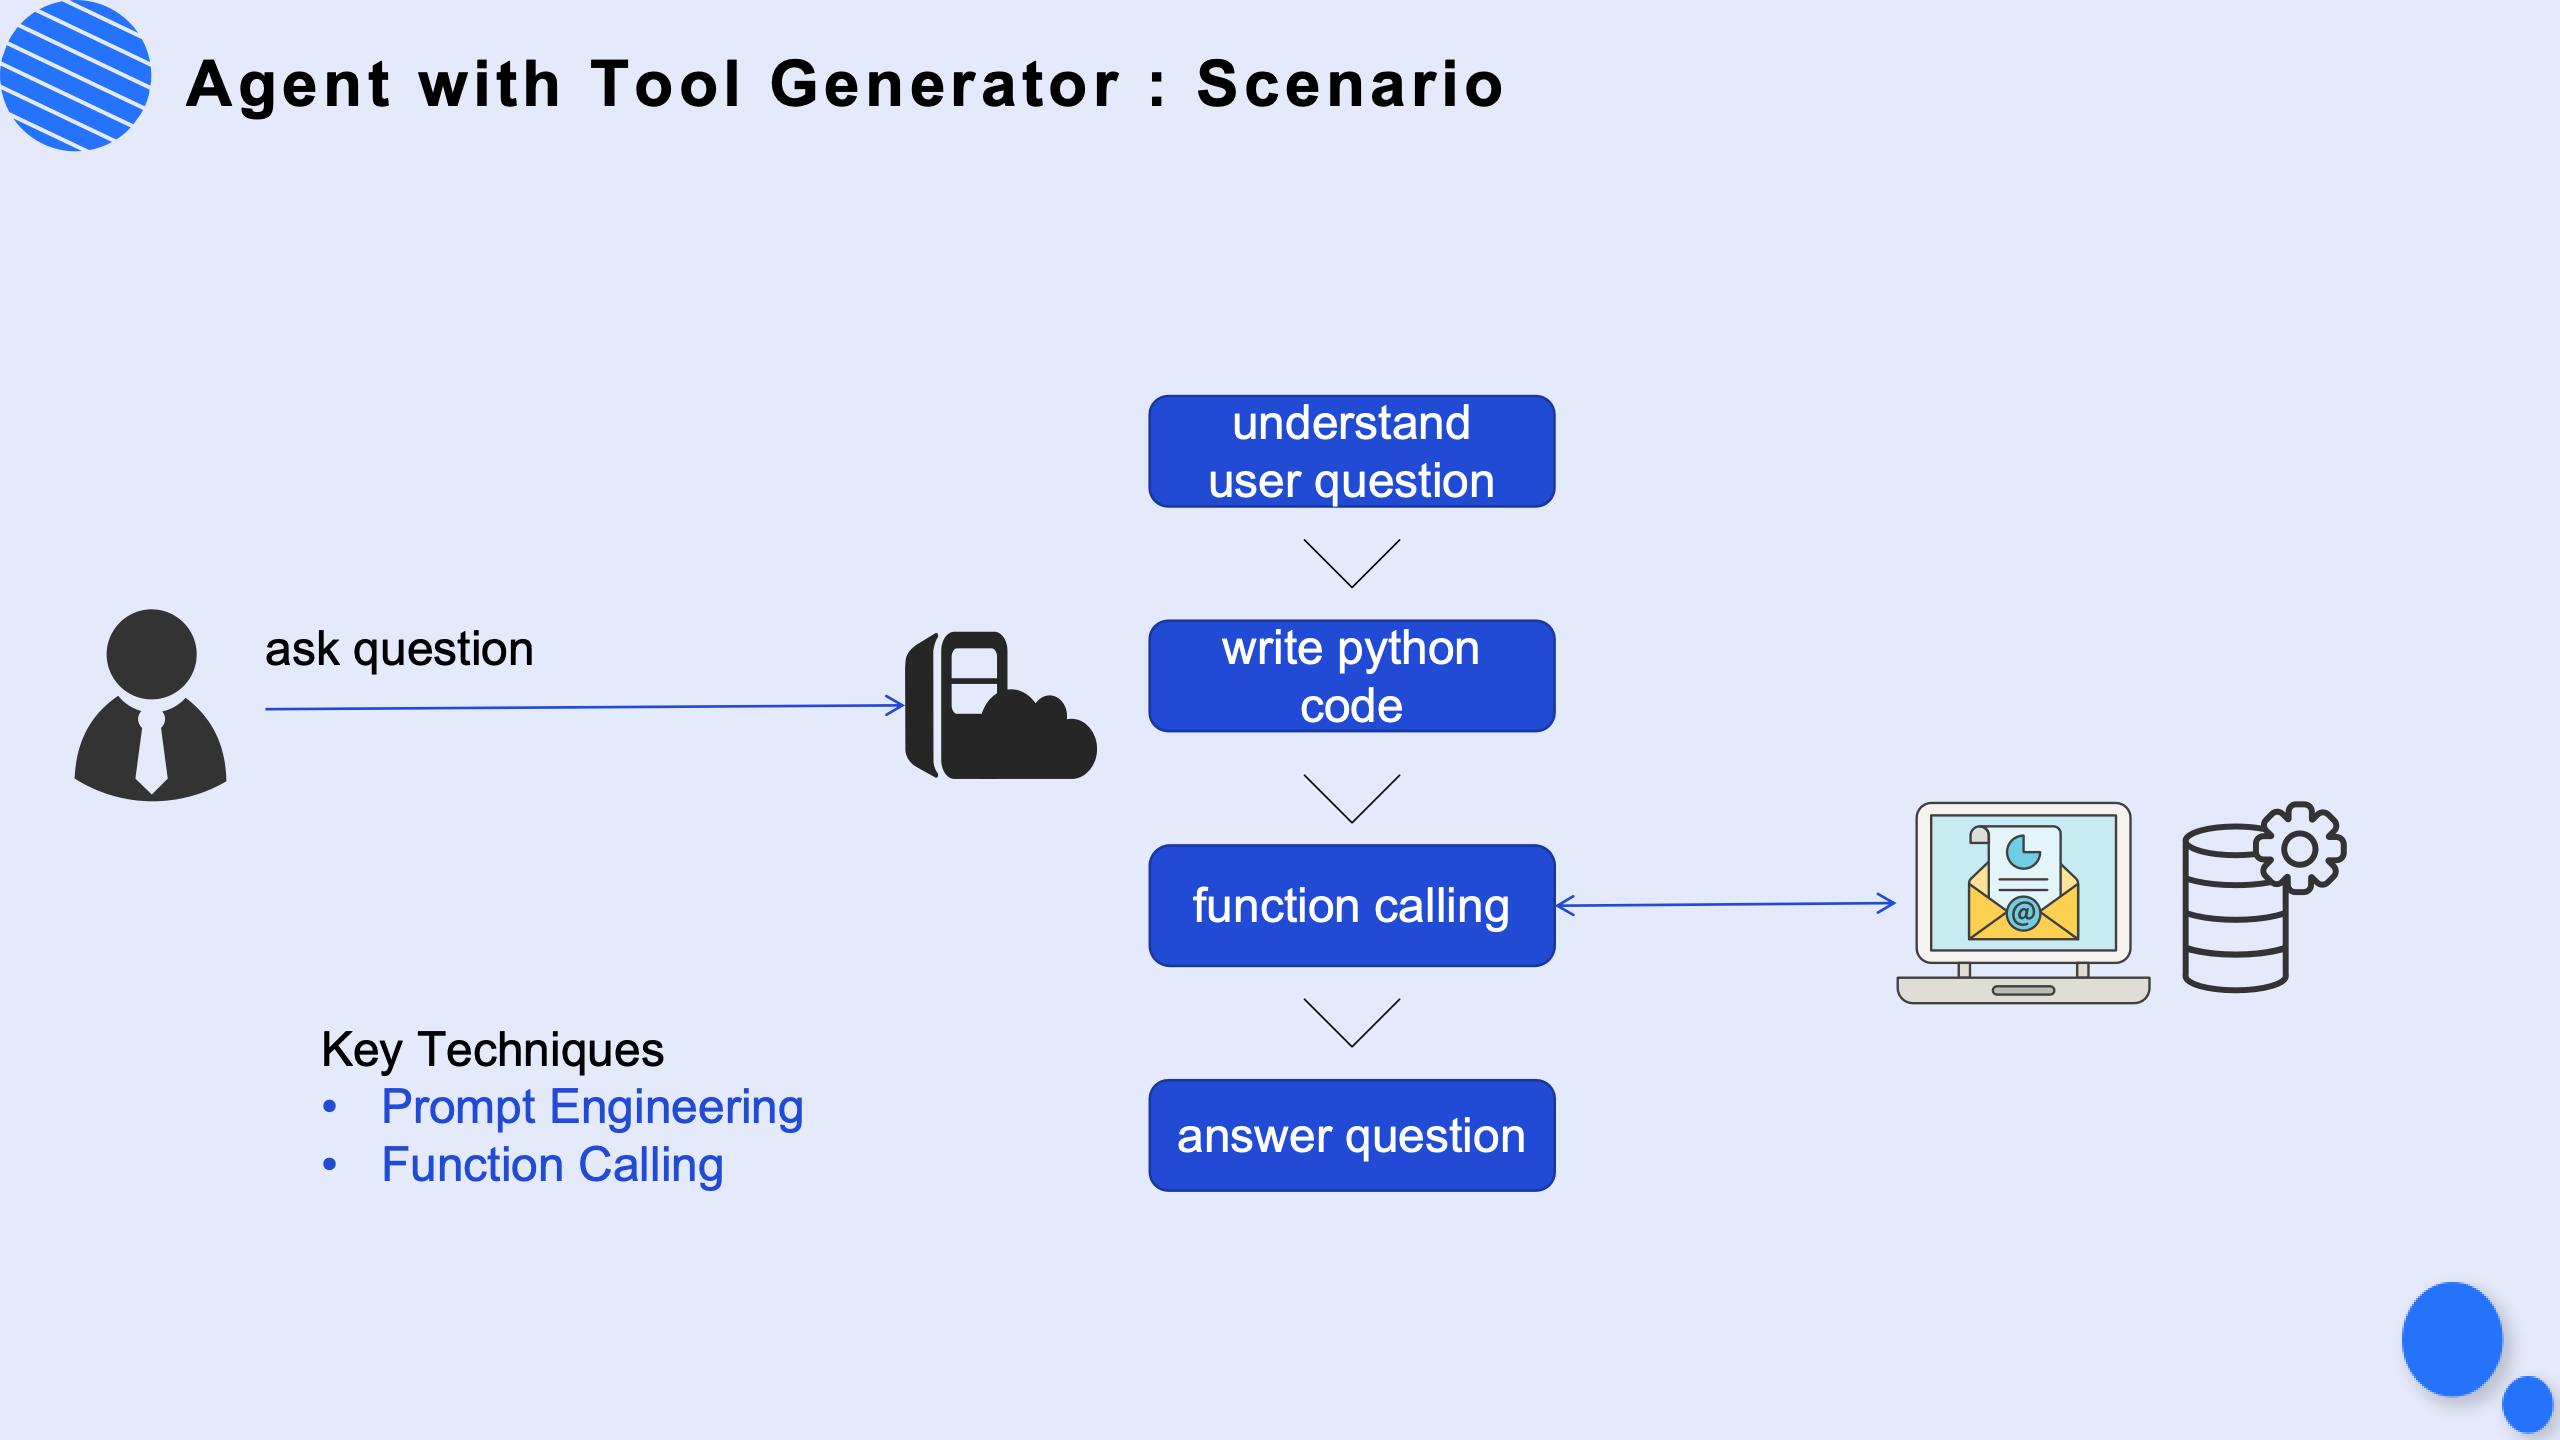 Agent with Tool Generator : Scenario
understand
user question
ask question
write python
code
function calling
@
Key Techniques
• Prompt Engineering
• Function Calling
answer question